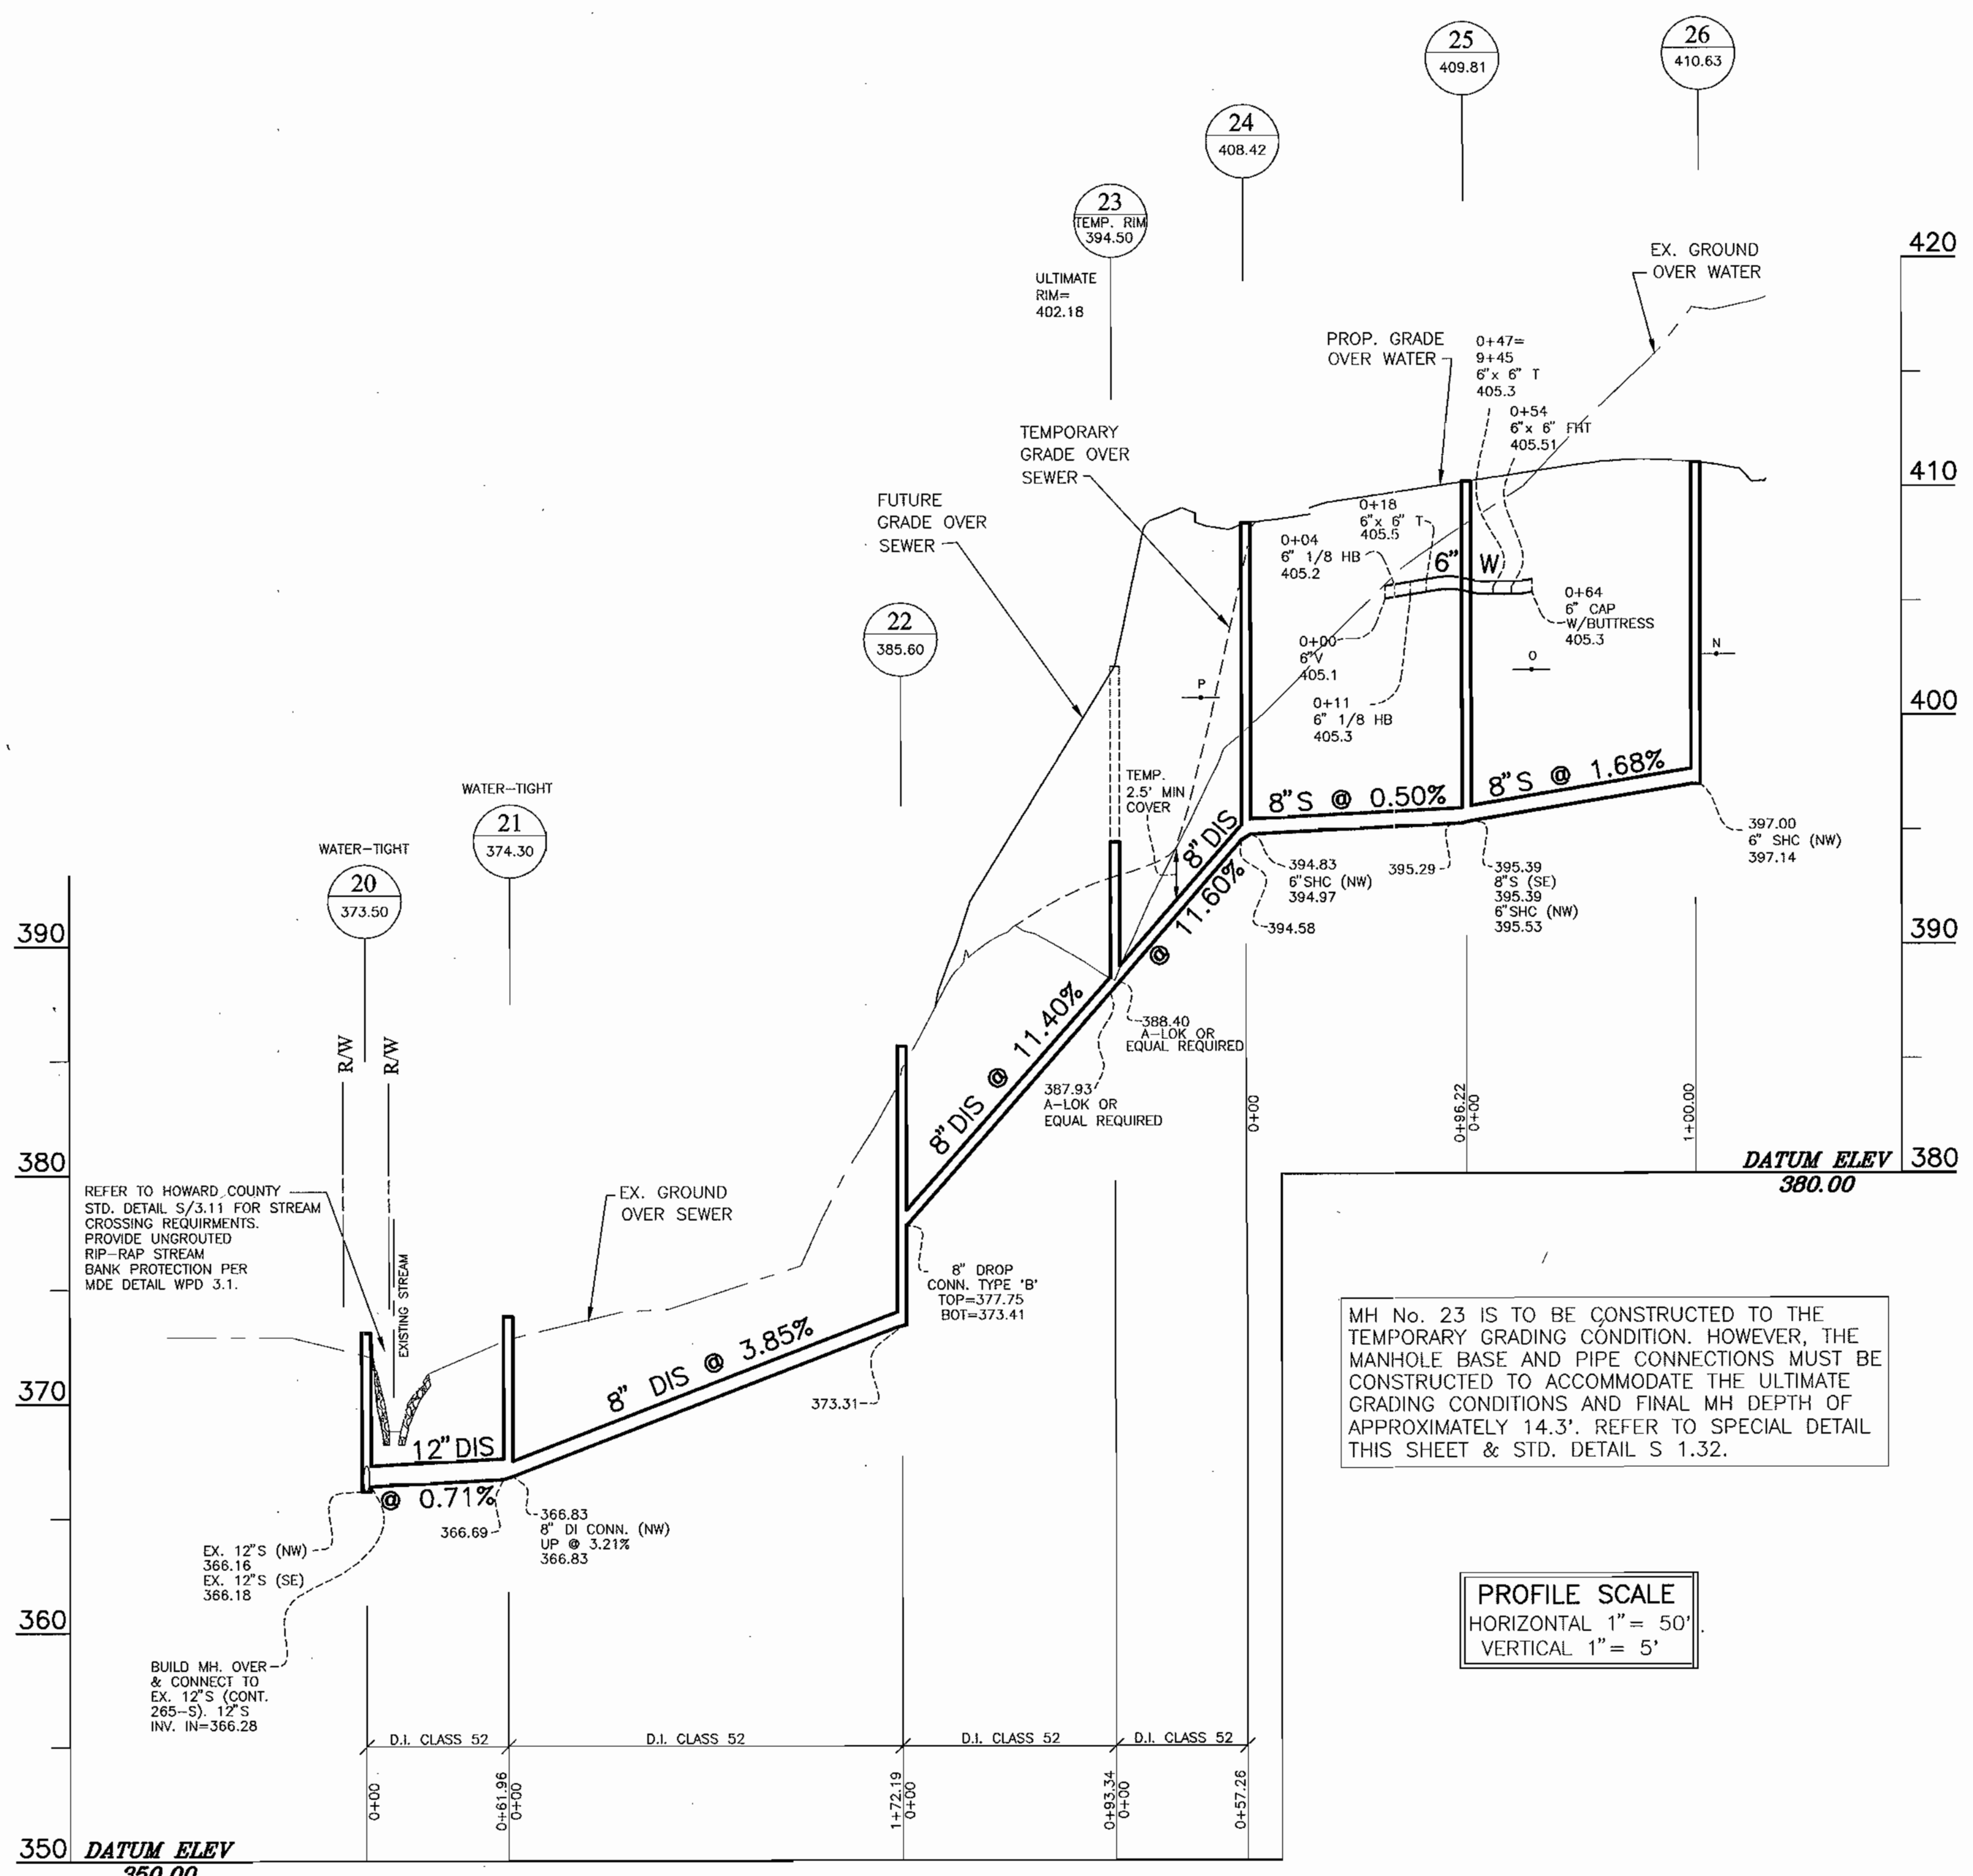 25
409.81
26
410.63
24
408.42
23
TEMP. RIM
394.50
ULTIMATE
RIM=
402.18
EX. GROUND
OVER WATER
420
PROP. GRADE
OVER WATER
0+47=
9+45
6"x 6" T
405.3
0+54
6"x 6" FHT
405.51
TEMPORARY
GRADE OVER
SEWER
410
FUTURE
GRADE OVER
SEWER
0+18
6"x 6" T
405.5
0+04
6" 1/8 HB
405.2
6" W
22
385.60
0+64
6" CAP
W/BUTTRESS
405.3
0+00
6"V
405.1
N
O
P
0+11
6" 1/8 HB
405.3
400
TEMP.
2.5' MIN
COVER
8"S @ 0.50%
8"S @ 1.68%
WATER-TIGHT
21
374.30
WATER-TIGHT
20
373.50
8" DIS
@ 11.60%
394.83
6"SHC (NW)
394.97
394.58
395.29
395.39
8"S (SE)
395.39
6"SHC (NW)
395.53
397.00
6" SHC (NW)
397.14
390
390
R/W
R/W
8" DIS @ 11.40%
388.40
A-LOK OR
EQUAL REQUIRED
387.93
A-LOK OR
EQUAL REQUIRED
0+00
0+96.22
0+00
1+00.00
380
DATUM ELEV
380.00
380
REFER TO HOWARD COUNTY
STD. DETAIL S/3.11 FOR STREAM
CROSSING REQUIRMENTS.
PROVIDE UNGROUTED
RIP-RAP STREAM
BANK PROTECTION PER
MDE DETAIL WPD 3.1.
EXISTING STREAM
EX. GROUND
OVER SEWER
8" DROP
CONN. TYPE 'B'
TOP=377.75
BOT=373.41
MH No. 23 IS TO BE CONSTRUCTED TO THE
TEMPORARY GRADING CONDITION. HOWEVER, THE
MANHOLE BASE AND PIPE CONNECTIONS MUST BE
CONSTRUCTED TO ACCOMMODATE THE ULTIMATE
GRADING CONDITIONS AND FINAL MH DEPTH OF
APPROXIMATELY 14.3'. REFER TO SPECIAL DETAIL
THIS SHEET & STD. DETAIL S 1.32.
370
8" DIS @ 3.85%
373.31
12" DIS
@ 0.71%
366.69
366.83
8" DI CONN. (NW)
UP @ 3.21%
366.83
EX. 12"S (NW)
366.16
EX. 12"S (SE)
366.18
360
PROFILE SCALE
HORIZONTAL 1"= 50'
VERTICAL 1"= 5'
BUILD MH. OVER
& CONNECT TO
EX. 12"S (CONT.
265-S). 12"S
INV. IN=366.28
D.I. CLASS 52
D.I. CLASS 52
D.I. CLASS 52
D.I. CLASS 52
0+00
0+61.96
0+00
1+72.19
0+00
0+93.34
0+00
0+57.26
350
DATUM ELEV
350.00